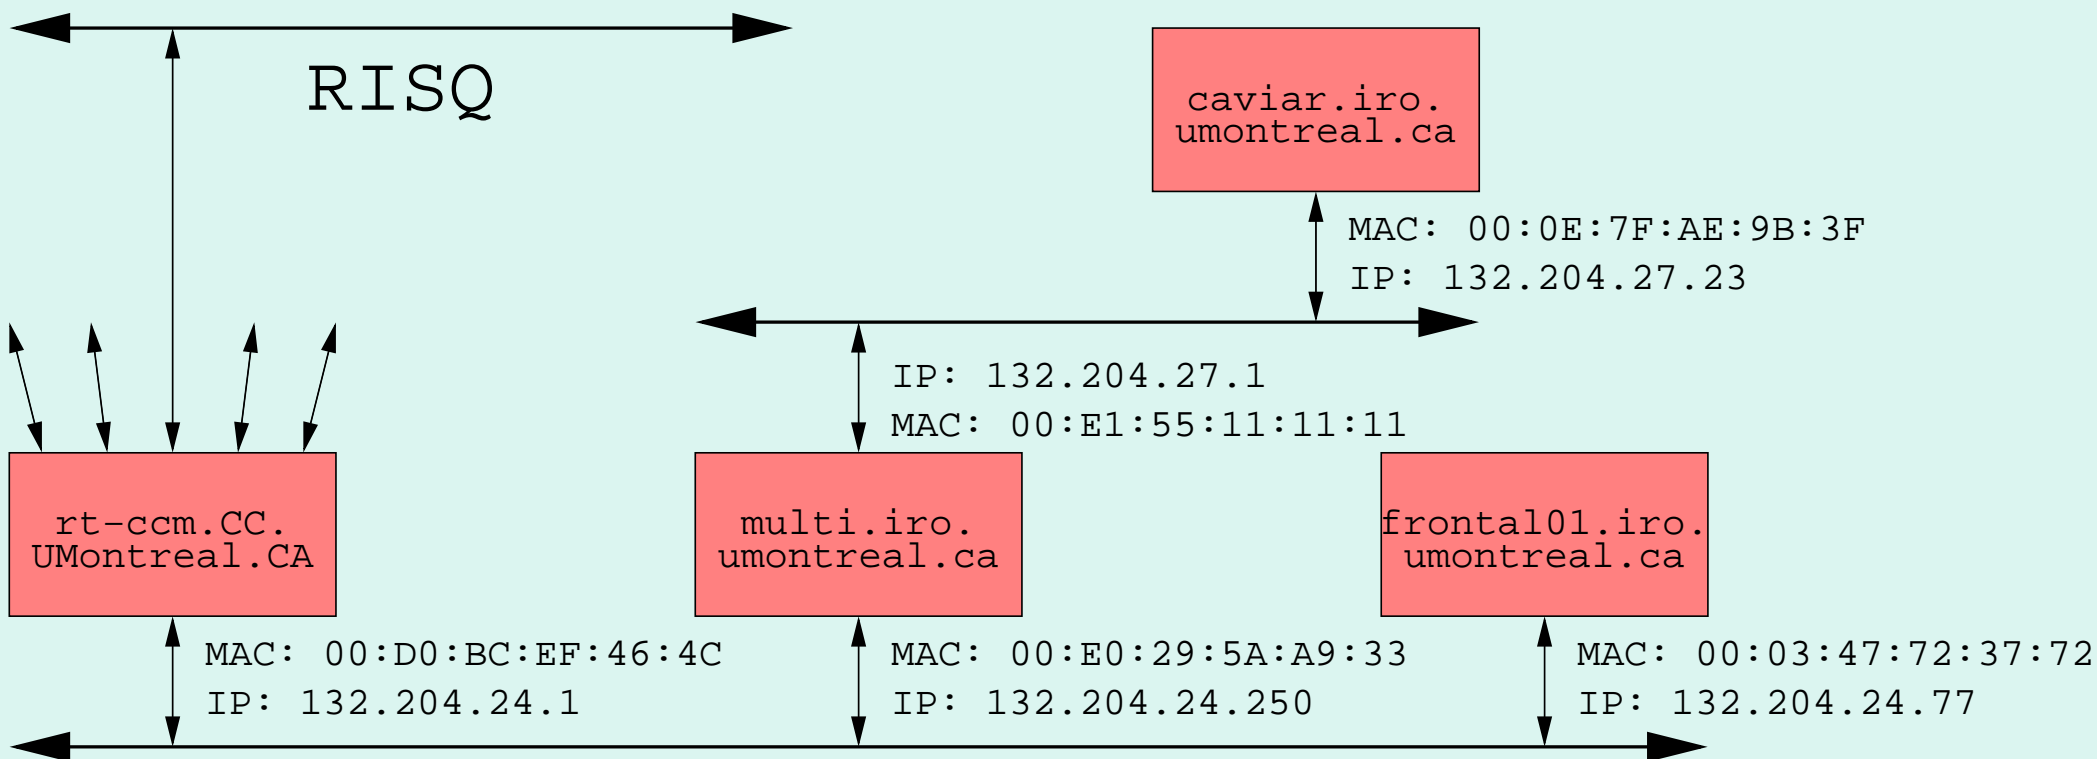 RISQ
caviar.iro.
umontreal.ca
MAC: 00:0E:7F:AE:9B:3F
IP: 132.204.27.23
IP: 132.204.27.1
MAC: 00:E1:55:11:11:11
rt-ccm.CC.
UMontreal.CA
multi.iro.
umontreal.ca
frontal01.iro.
umontreal.ca
MAC: 00:D0:BC:EF:46:4C
IP: 132.204.24.1
MAC: 00:E0:29:5A:A9:33
IP: 132.204.24.250
MAC: 00:03:47:72:37:72
IP: 132.204.24.77